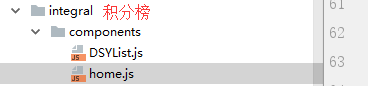 integral 积分榜
components
DSYList.js
home.js
61
62
63